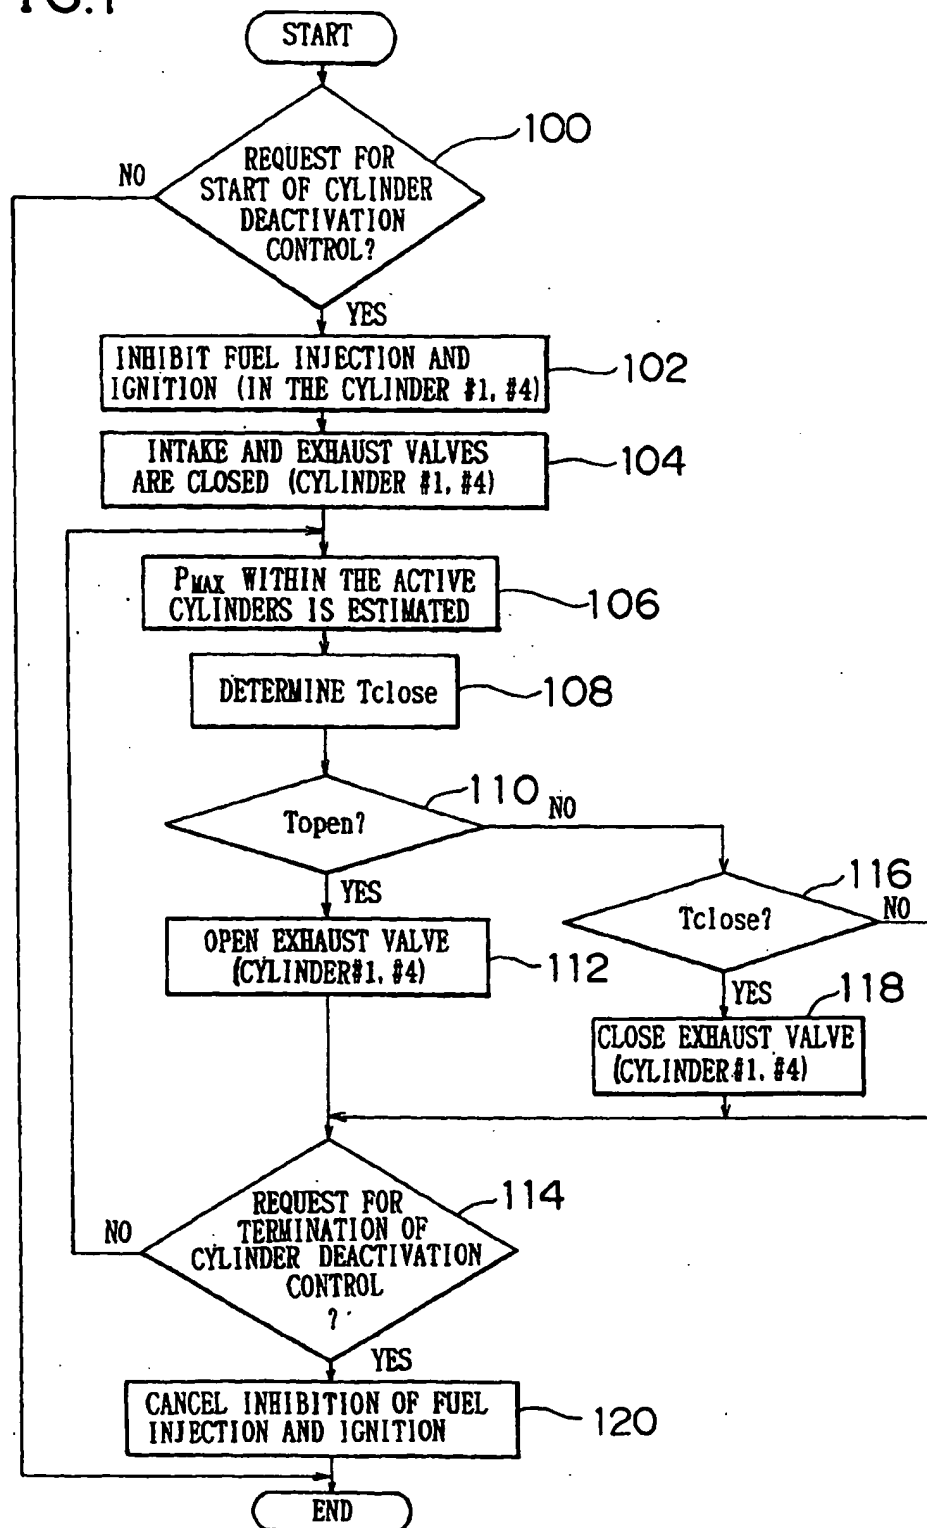 START
100
REQUEST FOR
START OF CYLINDER
DEACTIVATION
CONTROL?
NO
YES
INHIBIT FUEL INJECTION AND
IGNITION (IN THE CYLINDER #1, #4)
102
INTAKE AND EXHAUST VALVES
ARE CLOSED (CYLINDER #1, #4)
104
PMAX WITHIN THE ACTIVE
CYLINDERS IS ESTIMATED
106
DETERMINE Tclose
108
Topen?
110
NO
YES
OPEN EXHAUST VALVE
(CYLINDER#1, #4)
112
Tclose?
116
NO
YES
118
CLOSE EXHAUST VALVE
(CYLINDER#1, #4)
REQUEST FOR
TERMINATION OF
CYLINDER DEACTIVATION
CONTROL
?
114
NO
YES
CANCEL INHIBITION OF FUEL
INJECTION AND IGNITION
120
END